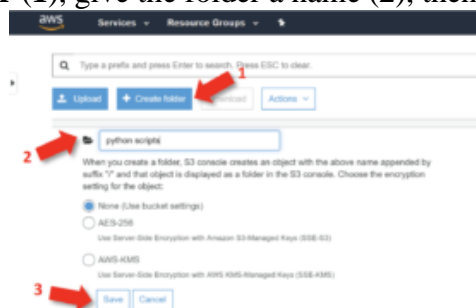 (1), give the folder a name (2), then
aws Services Resource Groups
Type a prefix and press Enter to search. Press ESC to clear.
1
Upload + Create folder Download Actions
2 python scripts
When you create a folder, S3 console creates an object with the above name appended by
suffix "/" and that object is displayed as a folder in the S3 console. Choose the encryption
setting for the object:
None (Use bucket settings)
AES-256
Use Server-Side Encryption with Amazon S3-Managed Keys (SSE-S3)
AWS-KMS
Use Server-Side Encryption with AWS KMS-Managed Keys (SSE-KMS)
3
Save Cancel